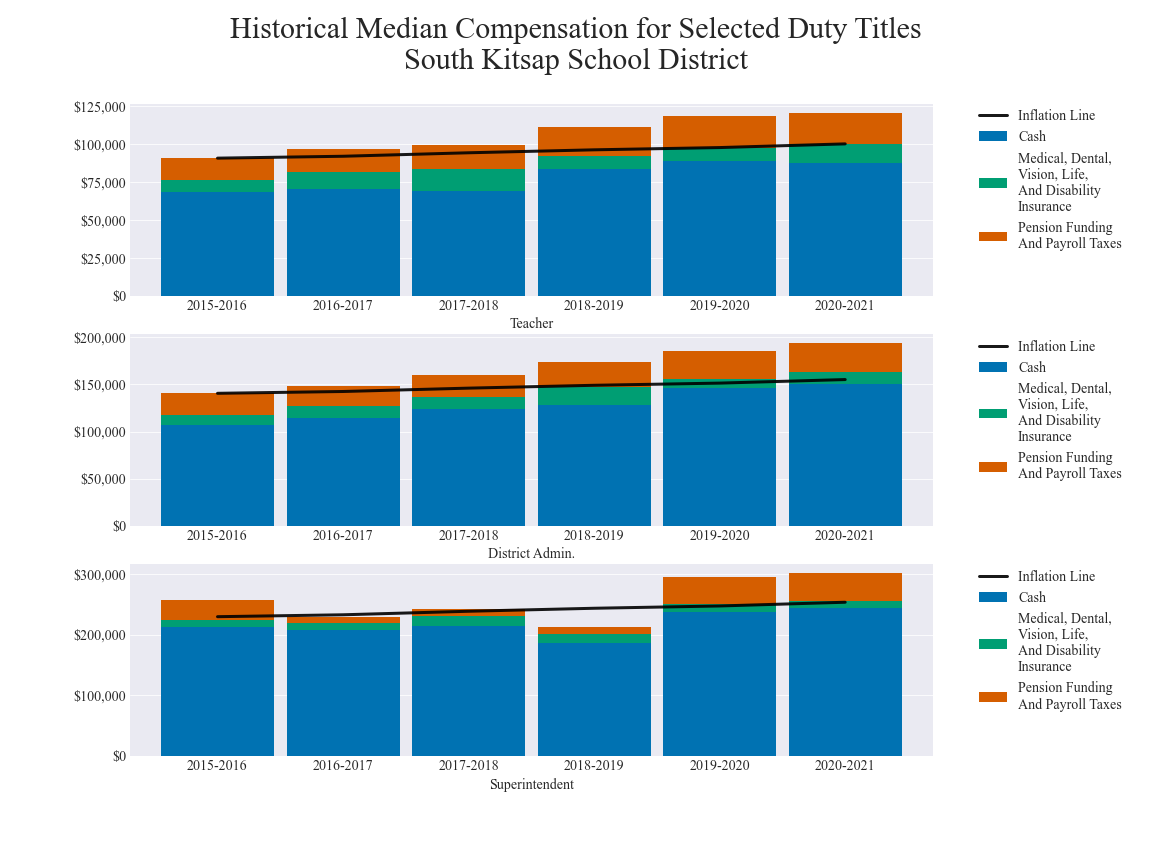 Historical Median Compensation for Selected Duty Titles
South Kitsap School District
$125,000
$100,000
$75,000
$50,000
$25,000
$0
2015-2016
2016-2017
2017-2018
2018-2019
2019-2020
2020-2021
Teacher
Inflation Line
Cash
Medical, Dental,
Vision, Life,
And Disability
Insurance
Pension Funding
And Payroll Taxes
$200,000
$150,000
$100,000
$50,000
$0
2015-2016
2016-2017
2017-2018
2018-2019
2019-2020
2020-2021
District Admin.
Inflation Line
Cash
Medical, Dental,
Vision, Life,
And Disability
Insurance
Pension Funding
And Payroll Taxes
$300,000
$200,000
$100,000
$0
2015-2016
2016-2017
2017-2018
2018-2019
2019-2020
2020-2021
Superintendent
Inflation Line
Cash
Medical, Dental,
Vision, Life,
And Disability
Insurance
Pension Funding
And Payroll Taxes